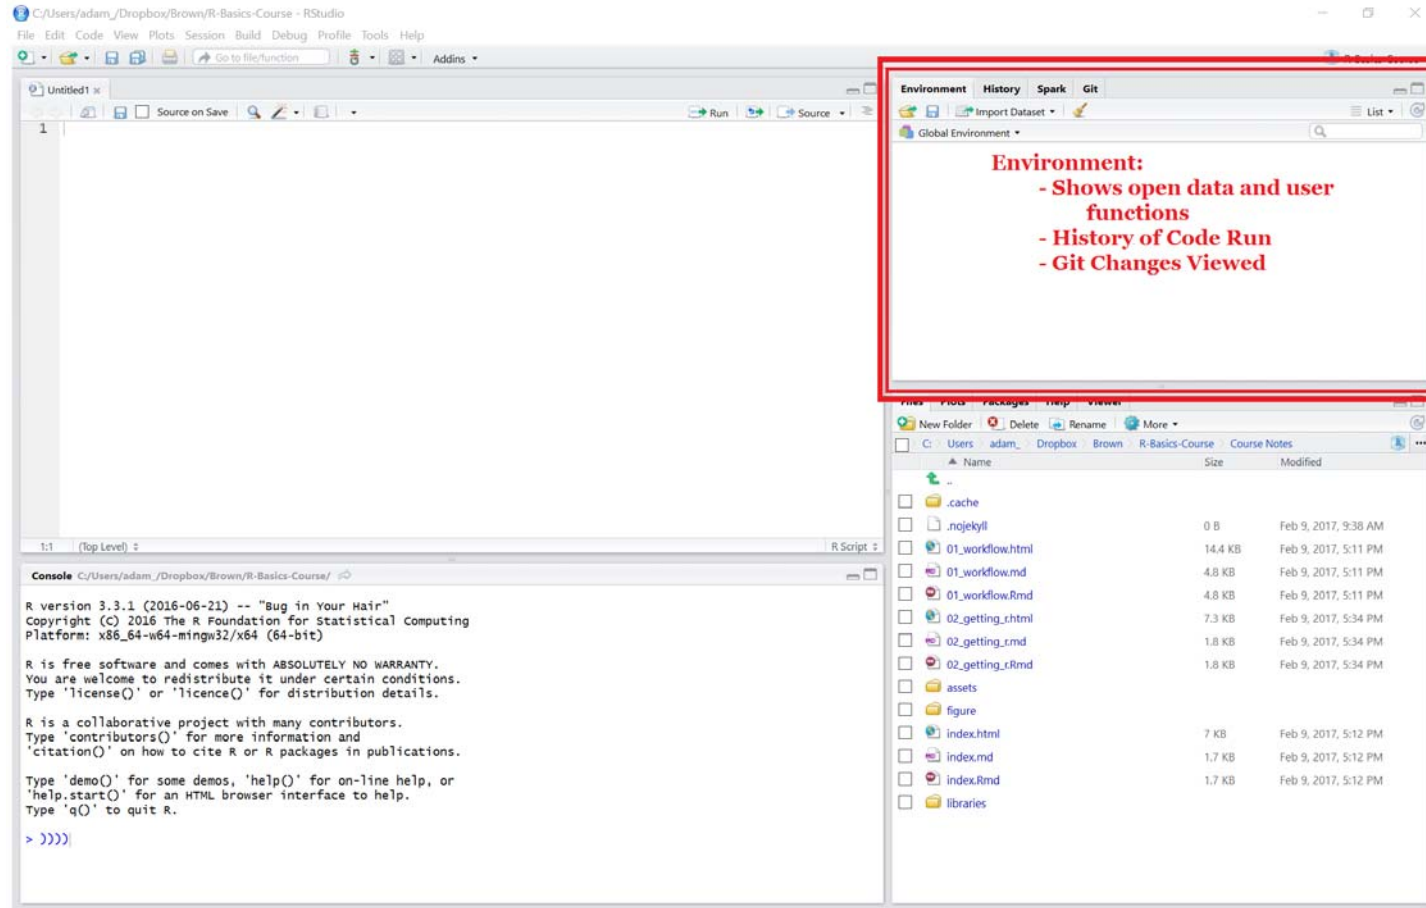 C:/Users/adam_/Dropbox/Brown/R-Basics-Course - RStudio
File Edit Code View Plots Session Build Debug Profile Tools Help
Go to file/function Addins
Untitled1
Source on Save Run Source
1
1:1 (Top Level) R Script
Console C:/Users/adam_/Dropbox/Brown/R-Basics-Course/
R version 3.3.1 (2016-06-21) -- "Bug in Your Hair"
Copyright (C) 2016 The R Foundation for Statistical Computing
Platform: x86_64-w64-mingw32/x64 (64-bit)
R is free software and comes with ABSOLUTELY NO WARRANTY.
You are welcome to redistribute it under certain conditions.
Type 'license()' or 'licence()' for distribution details.
R is a collaborative project with many contributors.
Type 'contributors()' for more information and
'citation()' on how to cite R or R packages in publications.
Type 'demo()' for some demos, 'help()' for on-line help, or
'help.start()' for an HTML browser interface to help.
Type 'q()' to quit R.
> ))))
R-Basics-Course
Environment History Spark Git
Import Dataset List
Global Environment
Environment:
- Shows open data and user
functions
- History of Code Run
- Git Changes Viewed
Files Plots Packages Help Viewer
New Folder Delete Rename More
C: Users adam_ Dropbox Brown R-Basics-Course Course Notes
Name Size Modified
..
.cache
.nojekyll 0 B Feb 9, 2017, 9:38 AM
01_workflow.html 14.4 KB Feb 9, 2017, 5:11 PM
01_workflow.md 4.8 KB Feb 9, 2017, 5:11 PM
01_workflow.Rmd 4.8 KB Feb 9, 2017, 5:11 PM
02_getting_r.html 7.3 KB Feb 9, 2017, 5:34 PM
02_getting_r.md 1.8 KB Feb 9, 2017, 5:34 PM
02_getting_r.Rmd 1.8 KB Feb 9, 2017, 5:34 PM
assets
figure
index.html 7 KB Feb 9, 2017, 5:12 PM
index.md 1.7 KB Feb 9, 2017, 5:12 PM
index.Rmd 1.7 KB Feb 9, 2017, 5:12 PM
libraries